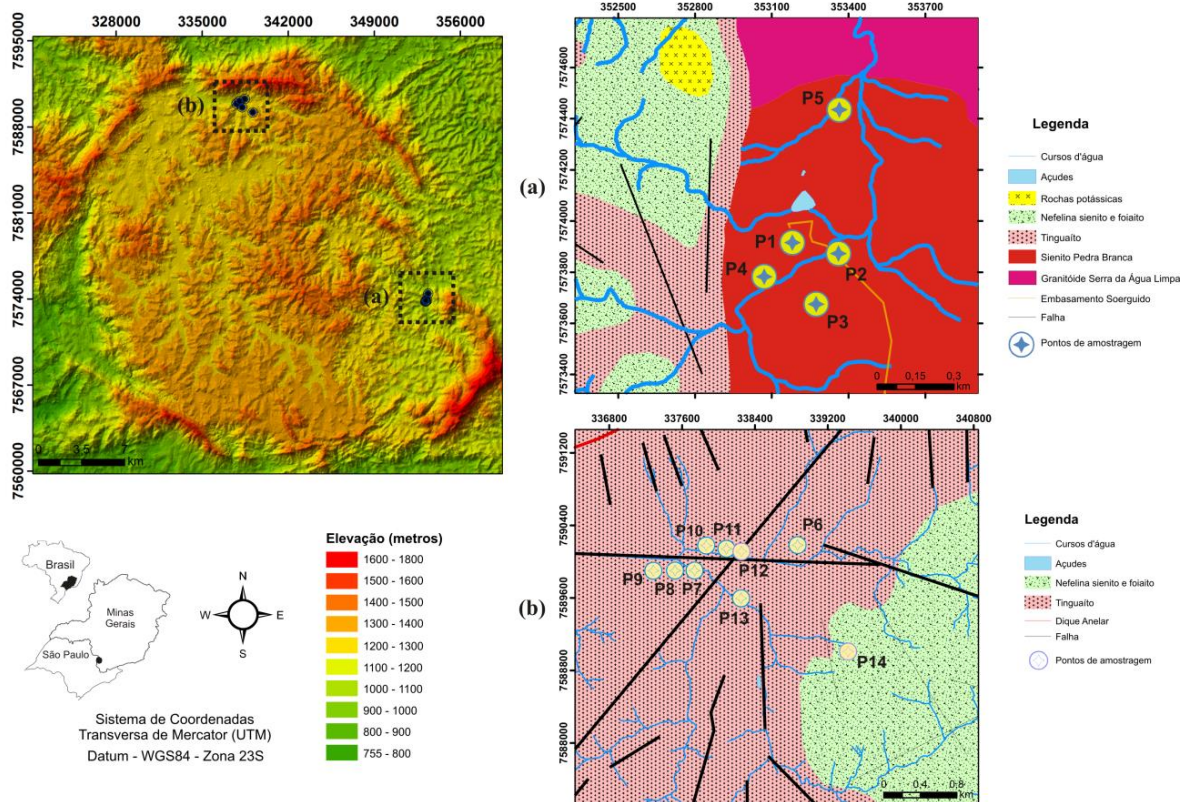 328000 335000 342000 349000 356000
7595000
7588000
7581000
7574000
7567000
7560000
(b)
(a)
0 3,5 7
km
Brasil
Minas
Gerais
São Paulo
N
W E
S
Sistema de Coordenadas
Transversa de Mercator (UTM)
Datum - WGS84 - Zona 23S
Elevação (metros)
1600 - 1800
1500 - 1600
1400 - 1500
1300 - 1400
1200 - 1300
1100 - 1200
1000 - 1100
900 - 1000
800 - 900
755 - 800
(a)
352500 352800 353100 353400 353700
7574600
7574400
7574200
7574000
7573800
7573600
7573400
P5
P1
P2
P4
P3
0 0,15 0,3
km
Legenda
Cursos d'água
Açudes
Rochas potássicas
Nefelina sienito e foiaito
Tinguaíto
Sienito Pedra Branca
Granitóide Serra da Água Limpa
Embasamento Soerguido
Falha
Pontos de amostragem
(b)
336800 337600 338400 339200 340000 340800
7591200
7590400
7589600
7588800
7588000
P10 P11 P6
P12
P9 P8 P7
P13
P14
0 0,4 0,8
km
Legenda
Cursos d'água
Açudes
Nefelina sienito e foiaito
Tinguaíto
Dique Anelar
Falha
Pontos de amostragem